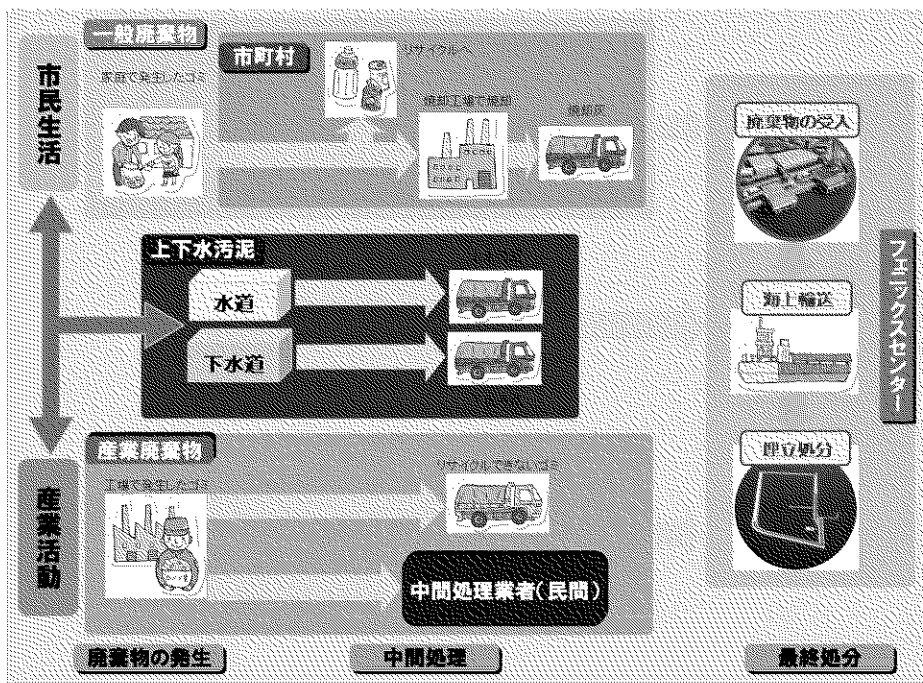 一般廃棄物
市民生活
家庭で発生したゴミ
市町村
リサイクルへ
焼却工場で焼却
焼却灰
上下水汚泥
水道
下水道
産業廃棄物
産業活動
工場で発生したゴミ
リサイクルできないゴミ
中間処理業者(民間)
廃棄物の受入
海上輸送
埋立処分
フェニックスセンター
廃棄物の発生
中間処理
最終処分